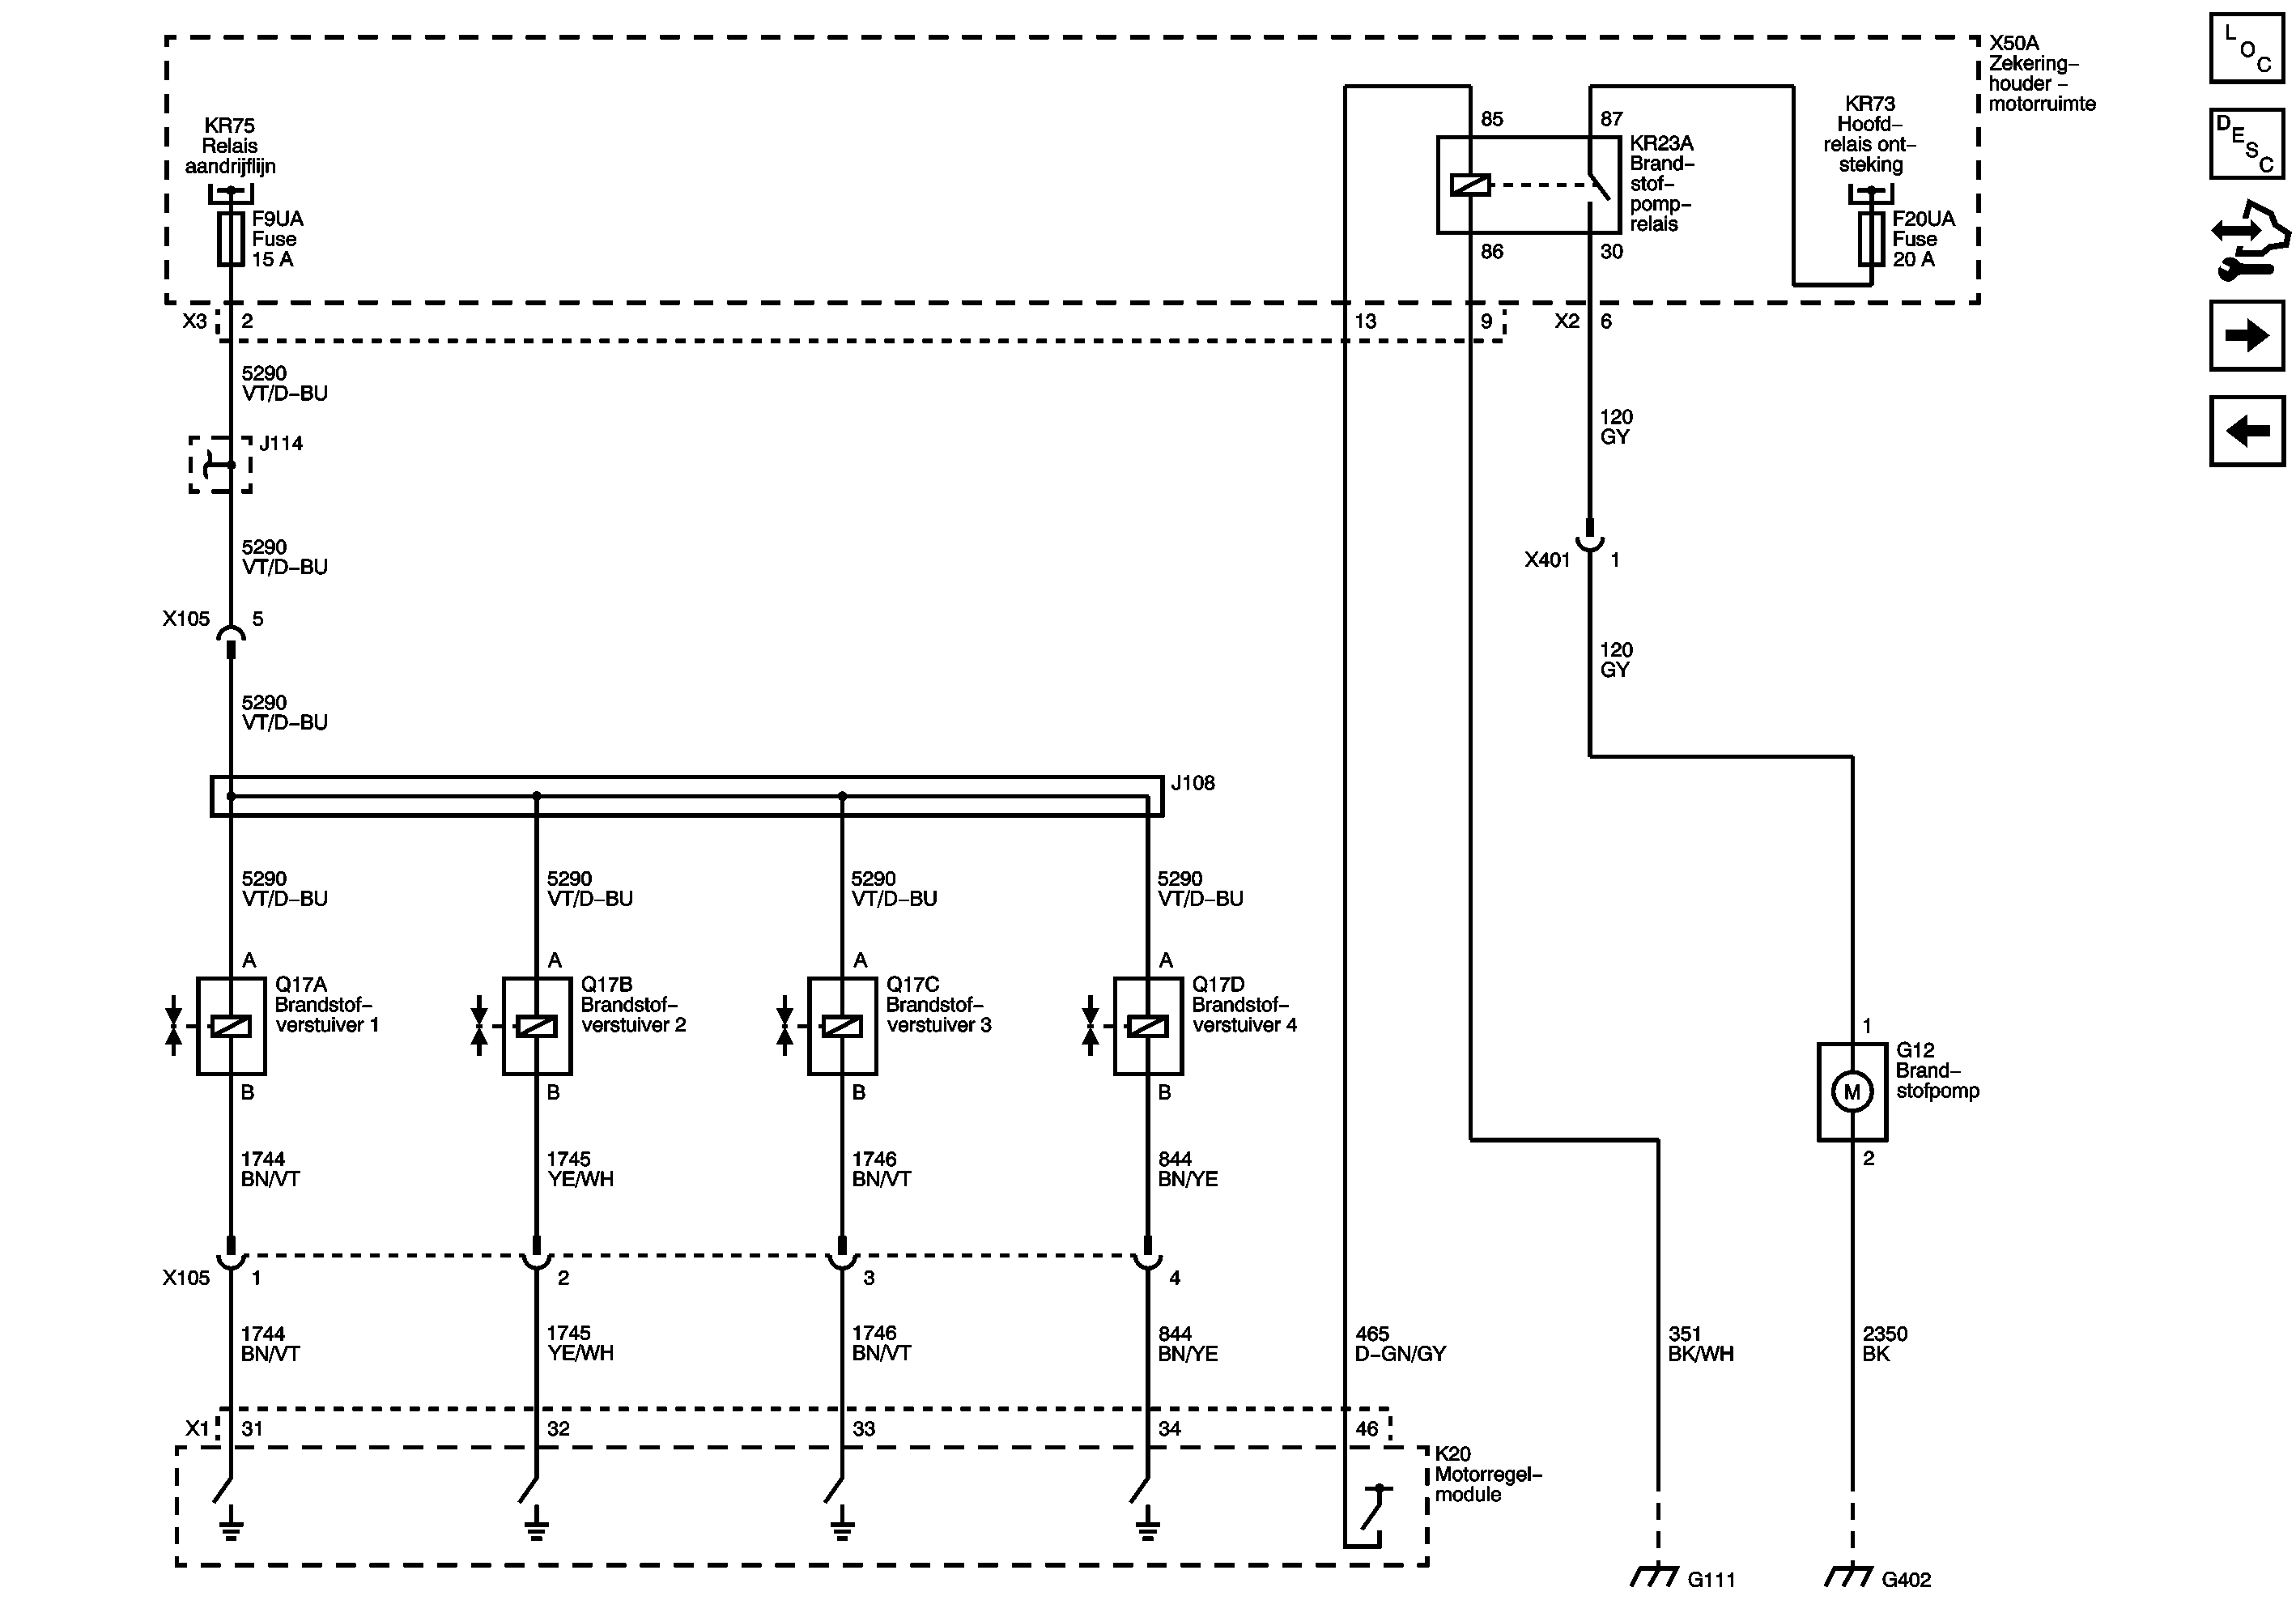 X50A
Zekering–
houder –
motorruimte
L
O
C
D
E
S
C
KR75
Relais
aandrijflijn
F9UA
Fuse
15 A
85
87
KR23A
Brand–
stof–
pomp–
relais
86
30
KR73
Hoofd–
relais ont–
steking
F20UA
Fuse
20 A
X3
2
13
9
X2
6
5290
VT/D–BU
120
GY
J114
5290
VT/D–BU
X401
1
X105
5
120
GY
5290
VT/D–BU
J108
5290
VT/D–BU
5290
VT/D–BU
5290
VT/D–BU
5290
VT/D–BU
A
Q17A
Brandstof–
verstuiver 1
B
A
Q17B
Brandstof–
verstuiver 2
B
A
Q17C
Brandstof–
verstuiver 3
B
A
Q17D
Brandstof–
verstuiver 4
B
1
G12
Brand–
stofpomp
M
2
1744
BN/VT
1745
YE/WH
1746
BN/VT
844
BN/YE
X105
1
2
3
4
1744
BN/VT
1745
YE/WH
1746
BN/VT
844
BN/YE
465
D–GN/GY
351
BK/WH
2350
BK
X1
31
32
33
34
46
K20
Motorregel–
module
G111
G402